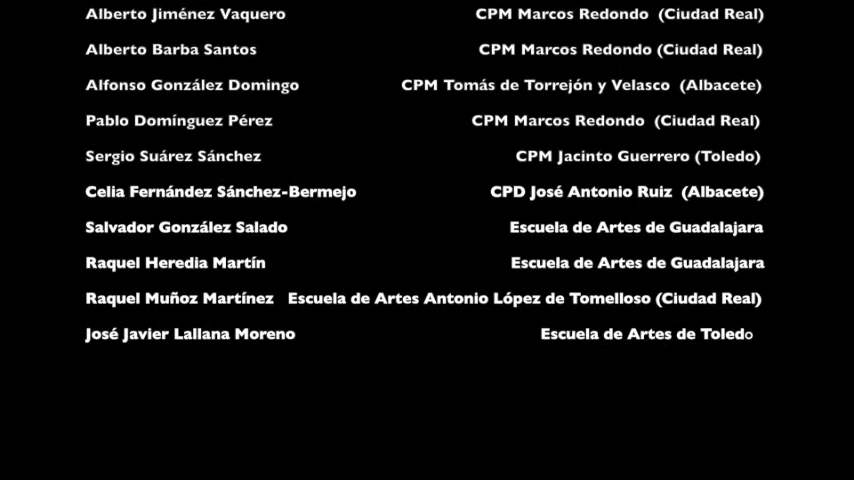 Alberto Jiménez Vaquero CPM Marcos Redondo (Ciudad Real)
Alberto Barba Santos CPM Marcos Redondo (Ciudad Real)
Alfonso González Domingo CPM Tomás de Torrejón y Velasco (Albacete)
Pablo Domínguez Pérez CPM Marcos Redondo (Ciudad Real)
Sergio Suárez Sánchez CPM Jacinto Guerrero (Toledo)
Celia Fernández Sánchez-Bermejo CPD José Antonio Ruiz (Albacete)
Salvador González Salado Escuela de Artes de Guadalajara
Raquel Heredia Martín Escuela de Artes de Guadalajara
Raquel Muñoz Martínez Escuela de Artes Antonio López de Tomelloso (Ciudad Real)
José Javier Lallana Moreno Escuela de Artes de Toledo